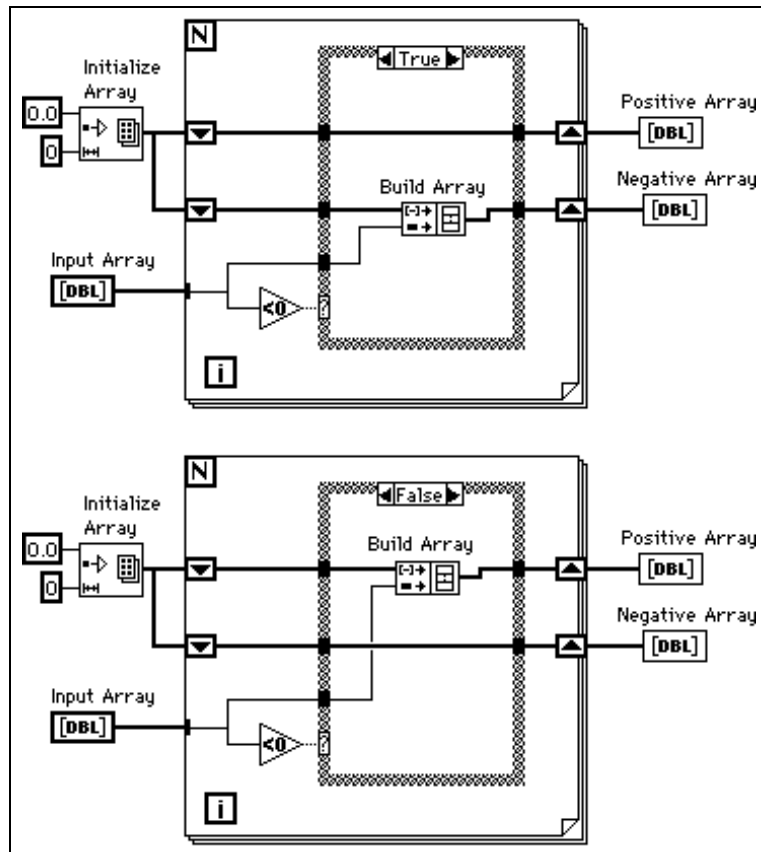 N
Initialize
Array
True
0.0
Positive Array
[DBL]
0
Build Array
Negative Array
[DBL]
Input Array
[DBL]
<0
?
i
N
Initialize
Array
False
0.0
Build Array
Positive Array
[DBL]
0
Negative Array
[DBL]
Input Array
[DBL]
<0
?
i